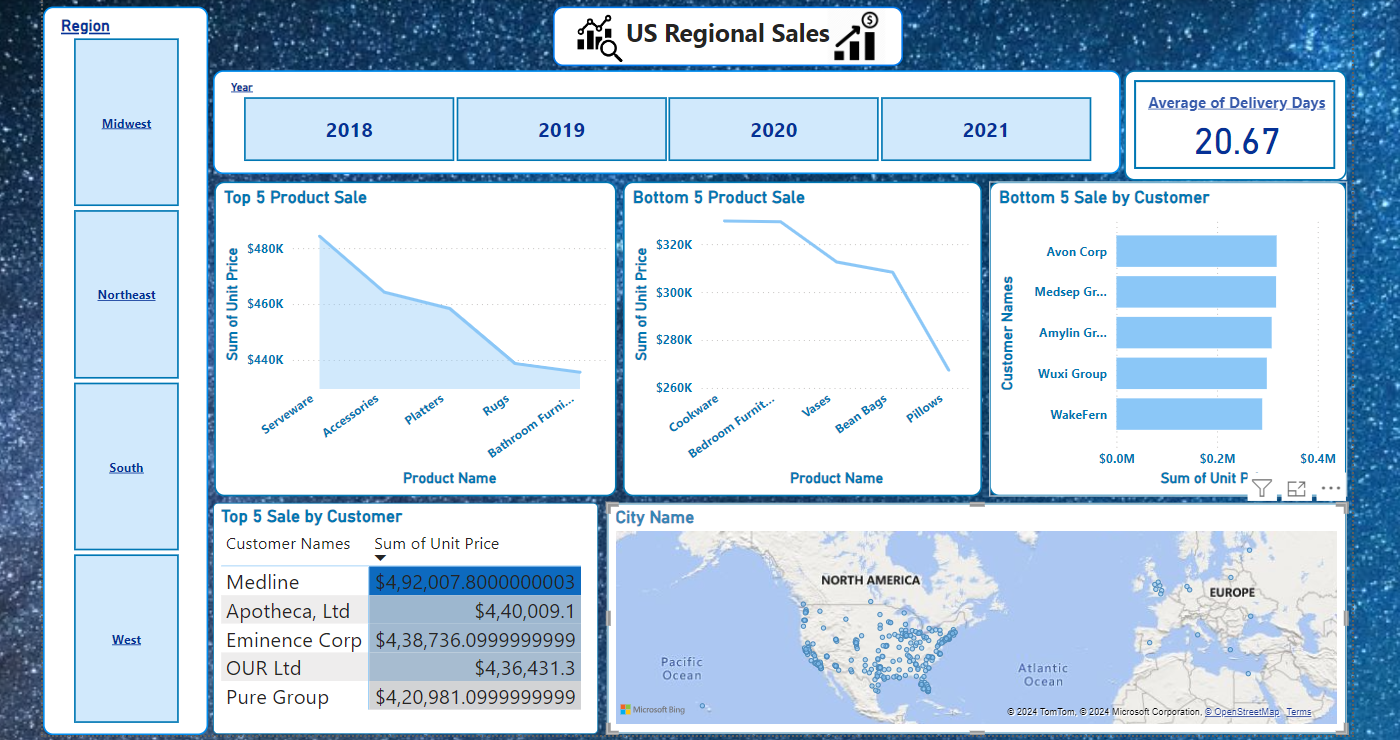 US Regional Sales
Region
Midwest
Northeast
South
West
Year
2018
2019
2020
2021
Average of Delivery Days
20.67
Top 5 Product Sale
Sum of Unit Price
$480K
$460K
$440K
Serveware
Accessories
Platters
Rugs
Bathroom Furni...
Product Name
Bottom 5 Product Sale
Sum of Unit Price
$320K
$300K
$280K
$260K
Cookware
Bedroom Furnit...
Vases
Bean Bags
Pillows
Product Name
Bottom 5 Sale by Customer
Customer Names
Avon Corp
Medsep Gr...
Amylin Gr...
Wuxi Group
WakeFern
$0.0M
$0.2M
$0.4M
Sum of Unit P
Top 5 Sale by Customer
Customer Names Sum of Unit Price
Medline $4,92,007.8000000003
Apotheca, Ltd $4,40,009.1
Eminence Corp $4,38,736.0999999999
OUR Ltd $4,36,431.3
Pure Group $4,20,981.0999999999
City Name
NORTH AMERICA
EUROPE
Pacific
Ocean
Atlantic
Ocean
Microsoft Bing
© 2024 TomTom, © 2024 Microsoft Corporation, © OpenStreetMap Terms